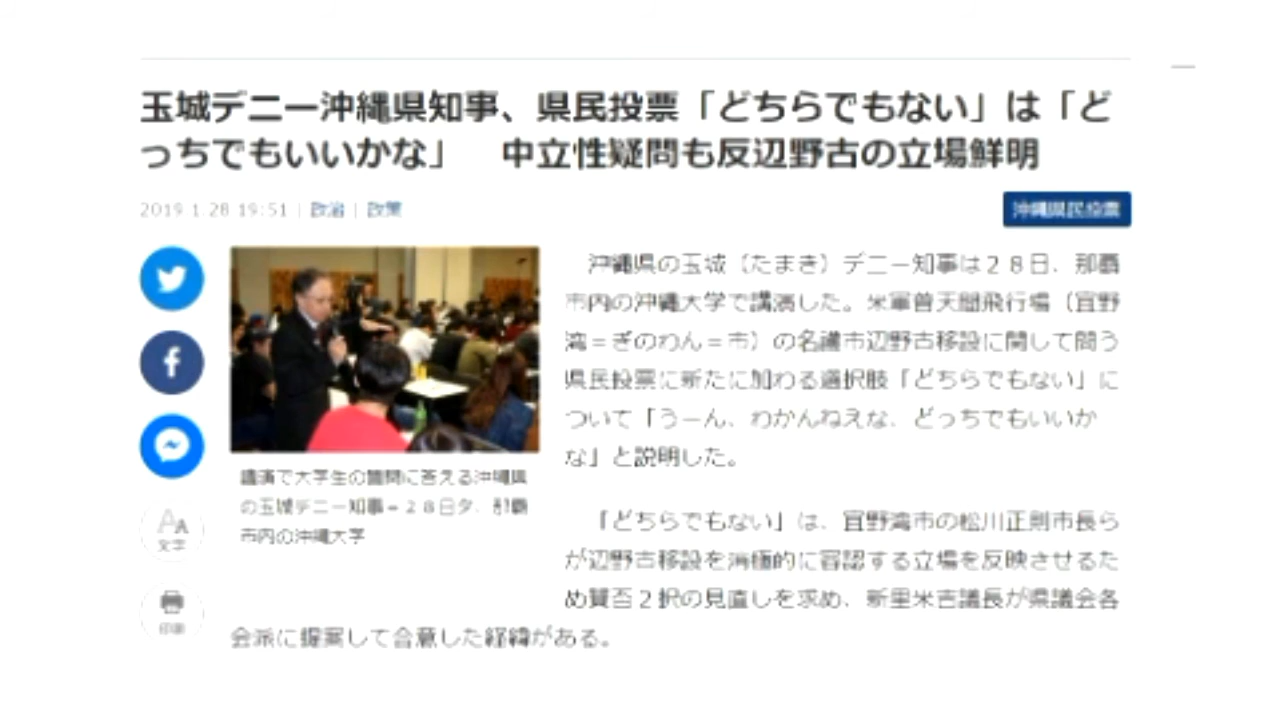 玉城デニー沖縄県知事、県民投票「どちらでもない」は「ど
っちでもいいかな」　中立性疑問も反辺野古の立場鮮明
2019.1.28 19:51｜政治｜政策
沖縄県民投票
文字
印刷
講演で大学生の質問に答える沖縄県
の玉城デニー知事＝２８日夕、那覇
市内の沖縄大学
沖縄県の玉城（たまき）デニー知事は２８日、那覇
市内の沖縄大学で講演した。米軍普天間飛行場（宜野
湾＝ぎのわん＝市）の名護市辺野古移設に関して問う
県民投票に新たに加わる選択肢「どちらでもない」に
ついて「うーん、わかんねえな、どっちでもいいか
な」と説明した。
「どちらでもない」は、宜野湾市の松川正則市長ら
が辺野古移設を消極的に容認する立場を反映させるた
め賛否２択の見直しを求め、新里米吉議長が県議会各
会派に提案して合意した経緯がある。